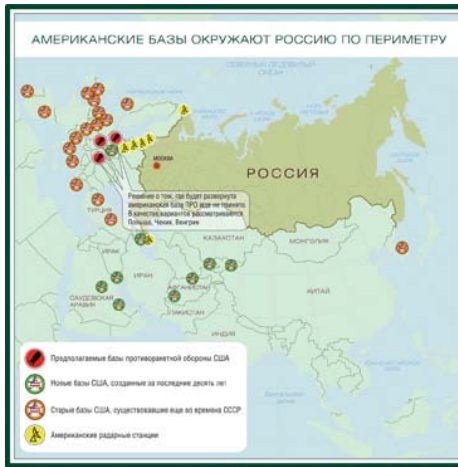 АМЕРИКАНСКИЕ БАЗЫ ОКРУЖАЮТ РОССИЮ ПО ПЕРИМЕТРУ
СЕВЕРНЫЙ ЛЕДОВИТЫЙ
ОКЕАН
МОСКВА
РОССИЯ
Решение о том, где будет развернута
американская база ПРО еще не принято.
В качестве вариантов рассматриваются
Польша, Чехия, Венгрия
ТУРЦИЯ
КАЗАХСТАН
МОНГОЛИЯ
ИРАК
ИРАН
АФГАНИСТАН
КИТАЙ
САУДОВСКАЯ
АРАВИЯ
ПАКИСТАН
ИНДИЯ
Предполагаемые базы противоракетной обороны США
Новые базы США, созданные за последние десять лет
Старые базы США, существовавшие еще во времена СССР
Американские радарные станции